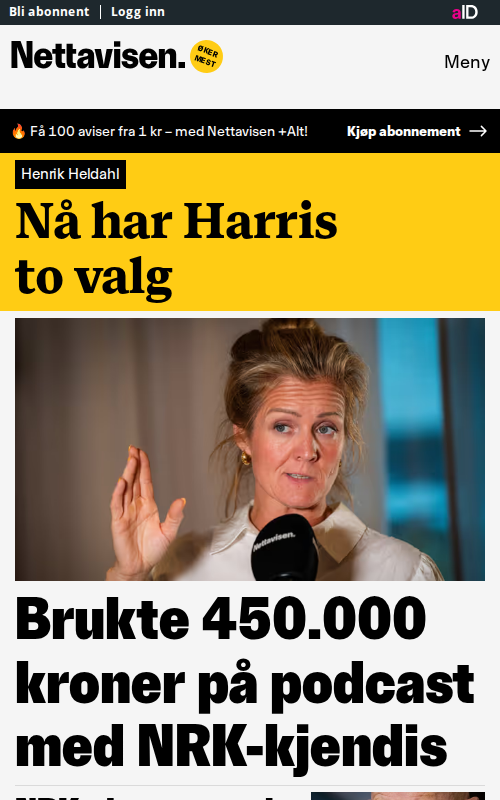 Bli abonnent | Logg inn
aID
Nettavisen.
ØKER
MEST
Meny
🔥 Få 100 aviser fra 1 kr – med Nettavisen +Alt!
Kjøp abonnement →
Henrik Heldahl
Nå har Harris
to valg
Nettavisen.
Brukte 450.000
kroner på podcast
med NRK-kjendis